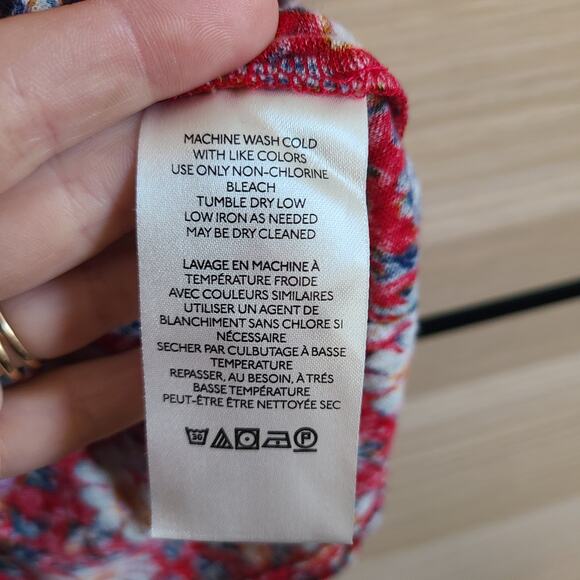 MACHINE WASH COLD
WITH LIKE COLORS
USE ONLY NON-CHLORINE
BLEACH
TUMBLE DRY LOW
LOW IRON AS NEEDED
MAY BE DRY CLEANED
LAVAGE EN MACHINE À
TEMPÉRATURE FROIDE
AVEC COULEURS SIMILAIRES
UTILISER UN AGENT DE
BLANCHIMENT SANS CHLORE SI
NÉCESSAIRE
SECHER PAR CULBUTAGE À BASSE
TEMPERATURE
REPASSER, AU BESOIN, À TRÉS
BASSE TEMPÉRATURE
PEUT-ÊTRE ÊTRE NETTOYÉE SEC
30 P